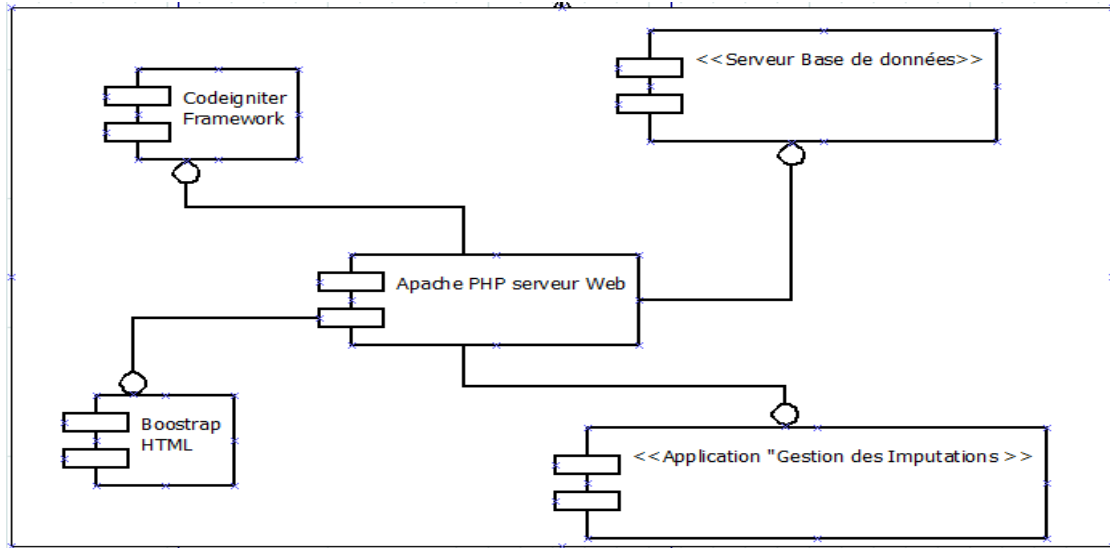 <<Serveur Base de données>>
Codeigniter
Framework
Apache PHP serveur Web
Boostrap
HTML
<<Application "Gestion des Imputations >>